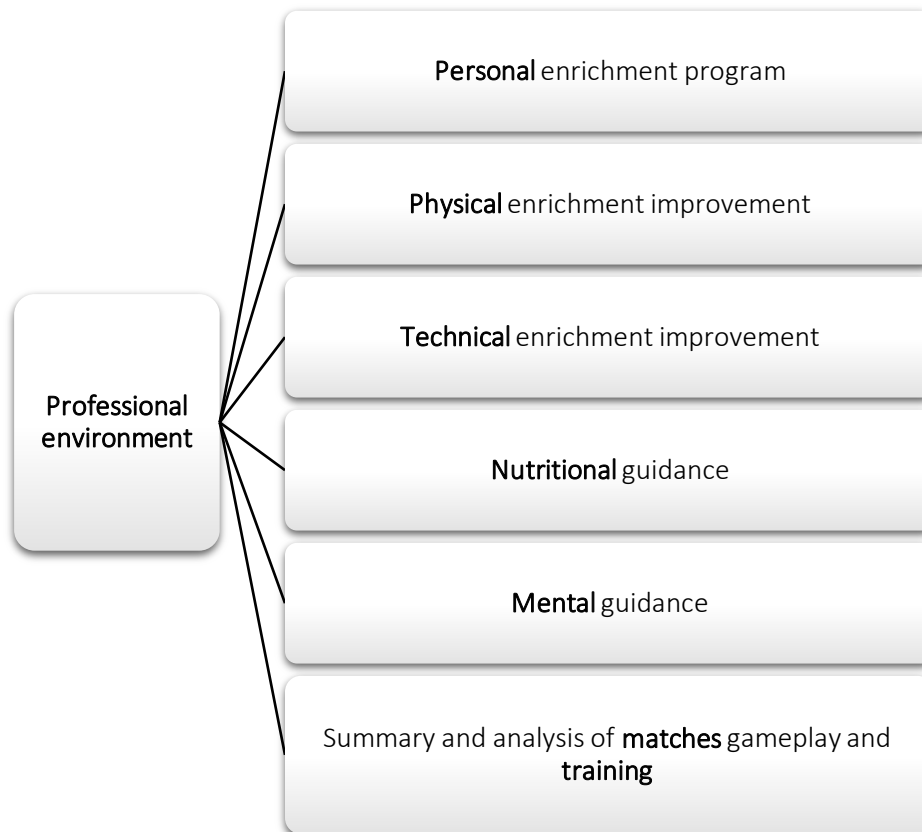 Personal enrichment program
Physical enrichment improvement
Technical enrichment improvement
Professional
environment
Nutritional guidance
Mental guidance
Summary and analysis of matches gameplay and
training